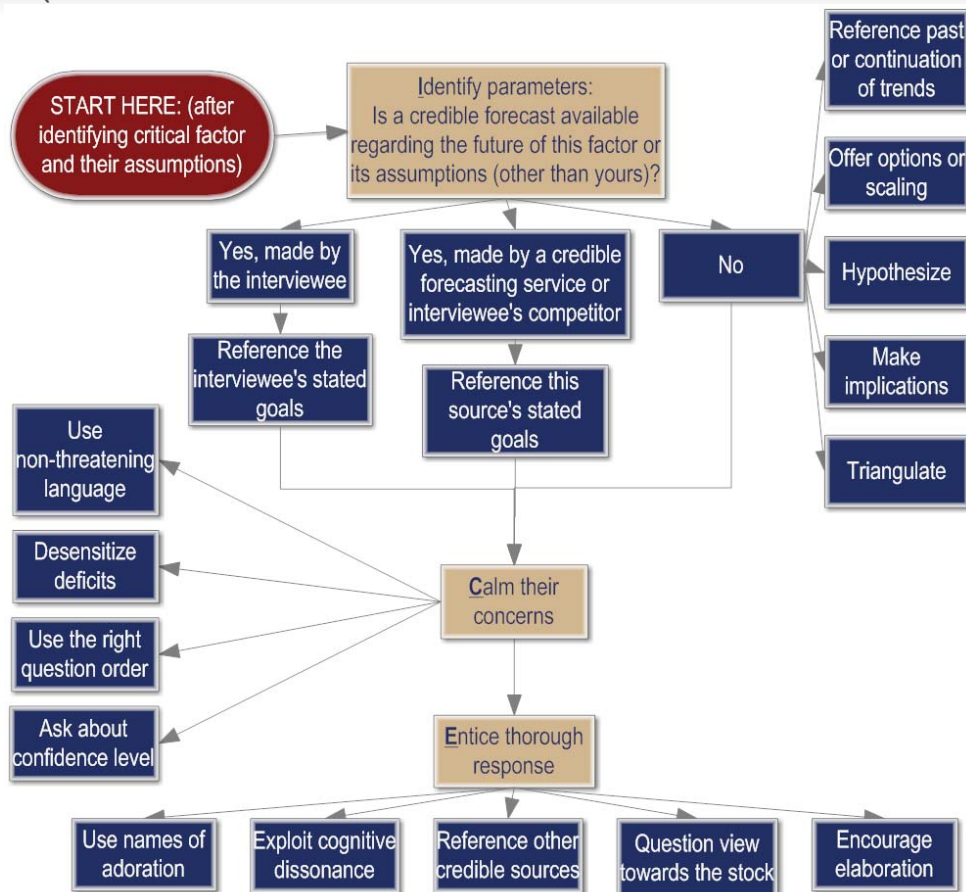 START HERE: (after
identifying critical factor
and their assumptions)
Identify parameters:
Is a credible forecast available
regarding the future of this factor or
its assumptions (other than yours)?
Reference past
or continuation
of trends
Offer options or
scaling
Hypothesize
Make
implications
Triangulate
Yes, made by
the interviewee
Yes, made by a credible
forecasting service or
interviewee's competitor
No
Reference the
interviewee's stated
goals
Reference this
source's stated
goals
Use
non-threatening
language
Desensitize
deficits
Use the right
question order
Ask about
confidence level
Calm their
concerns
Entice thorough
response
Use names of
adoration
Exploit cognitive
dissonance
Reference other
credible sources
Question view
towards the stock
Encourage
elaboration